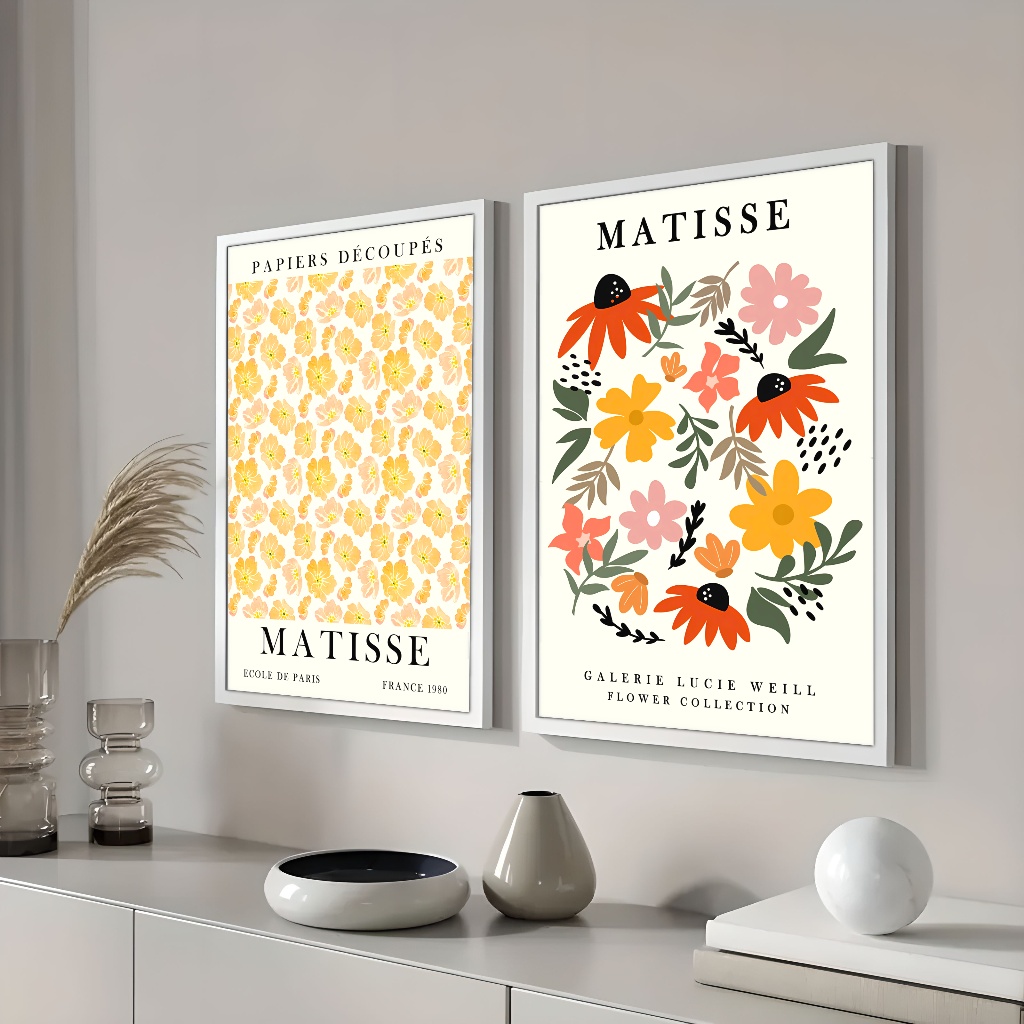 PAPIERS DÉCOUPÉS
MATISSE
ECOLE DE PARIS
FRANCE 1980
MATISSE
GALERIE LUCIE WEILL
FLOWER COLLECTION